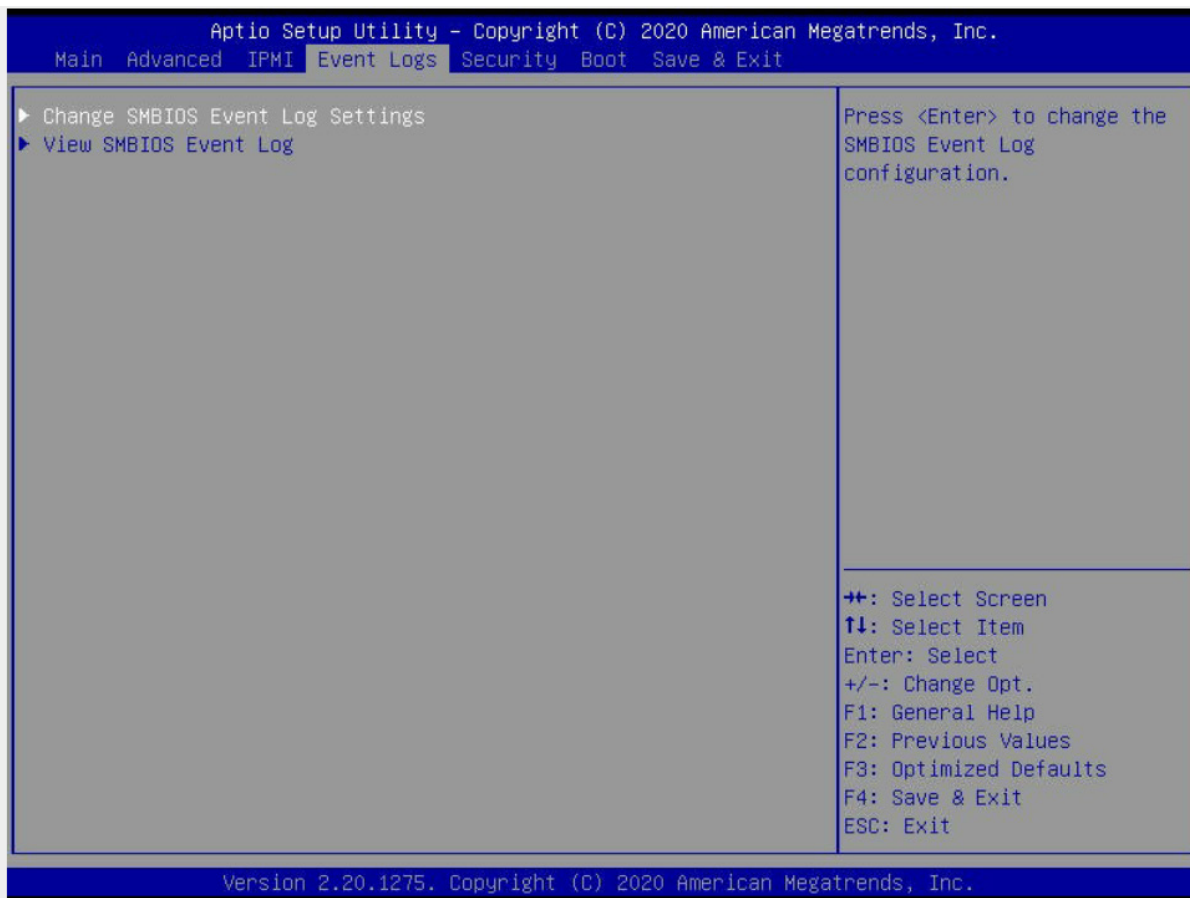 Aptio Setup Utility – Copyright (C) 2020 American Megatrends, Inc.
Main Advanced IPMI Event Logs Security Boot Save & Exit
▶ Change SMBIOS Event Log Settings
▶ View SMBIOS Event Log
Press <Enter> to change the
SMBIOS Event Log
configuration.
→←: Select Screen
↑↓: Select Item
Enter: Select
+/-: Change Opt.
F1: General Help
F2: Previous Values
F3: Optimized Defaults
F4: Save & Exit
ESC: Exit
Version 2.20.1275. Copyright (C) 2020 American Megatrends, Inc.